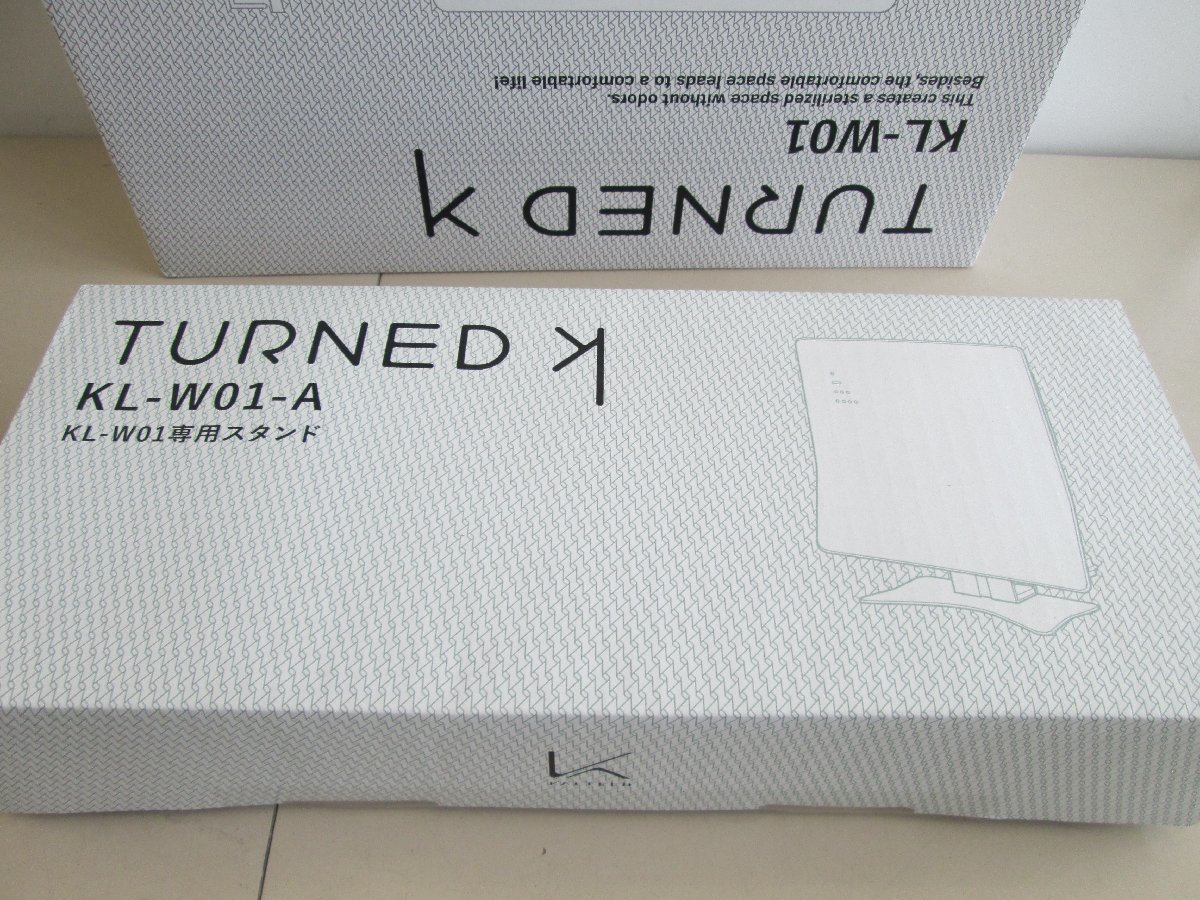 TURNED K
KL-W01
This creates a sterilized space without odors.
Besides, the comfortable space leads to a comfortable life!
TURNED K
KL-W01-A
KL-W01専用スタンド